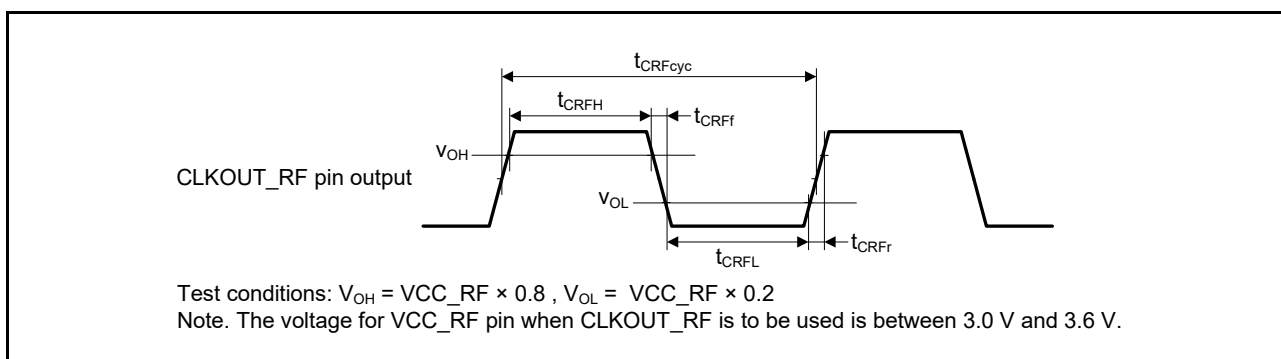 tCRFcyc
tCRFH
tCRFf
VOH
CLKOUT_RF pin output
VOL
tCRFL
tCRFr
Test conditions: VOH = VCC_RF × 0.8 , VOL = VCC_RF × 0.2
Note. The voltage for VCC_RF pin when CLKOUT_RF is to be used is between 3.0 V and 3.6 V.